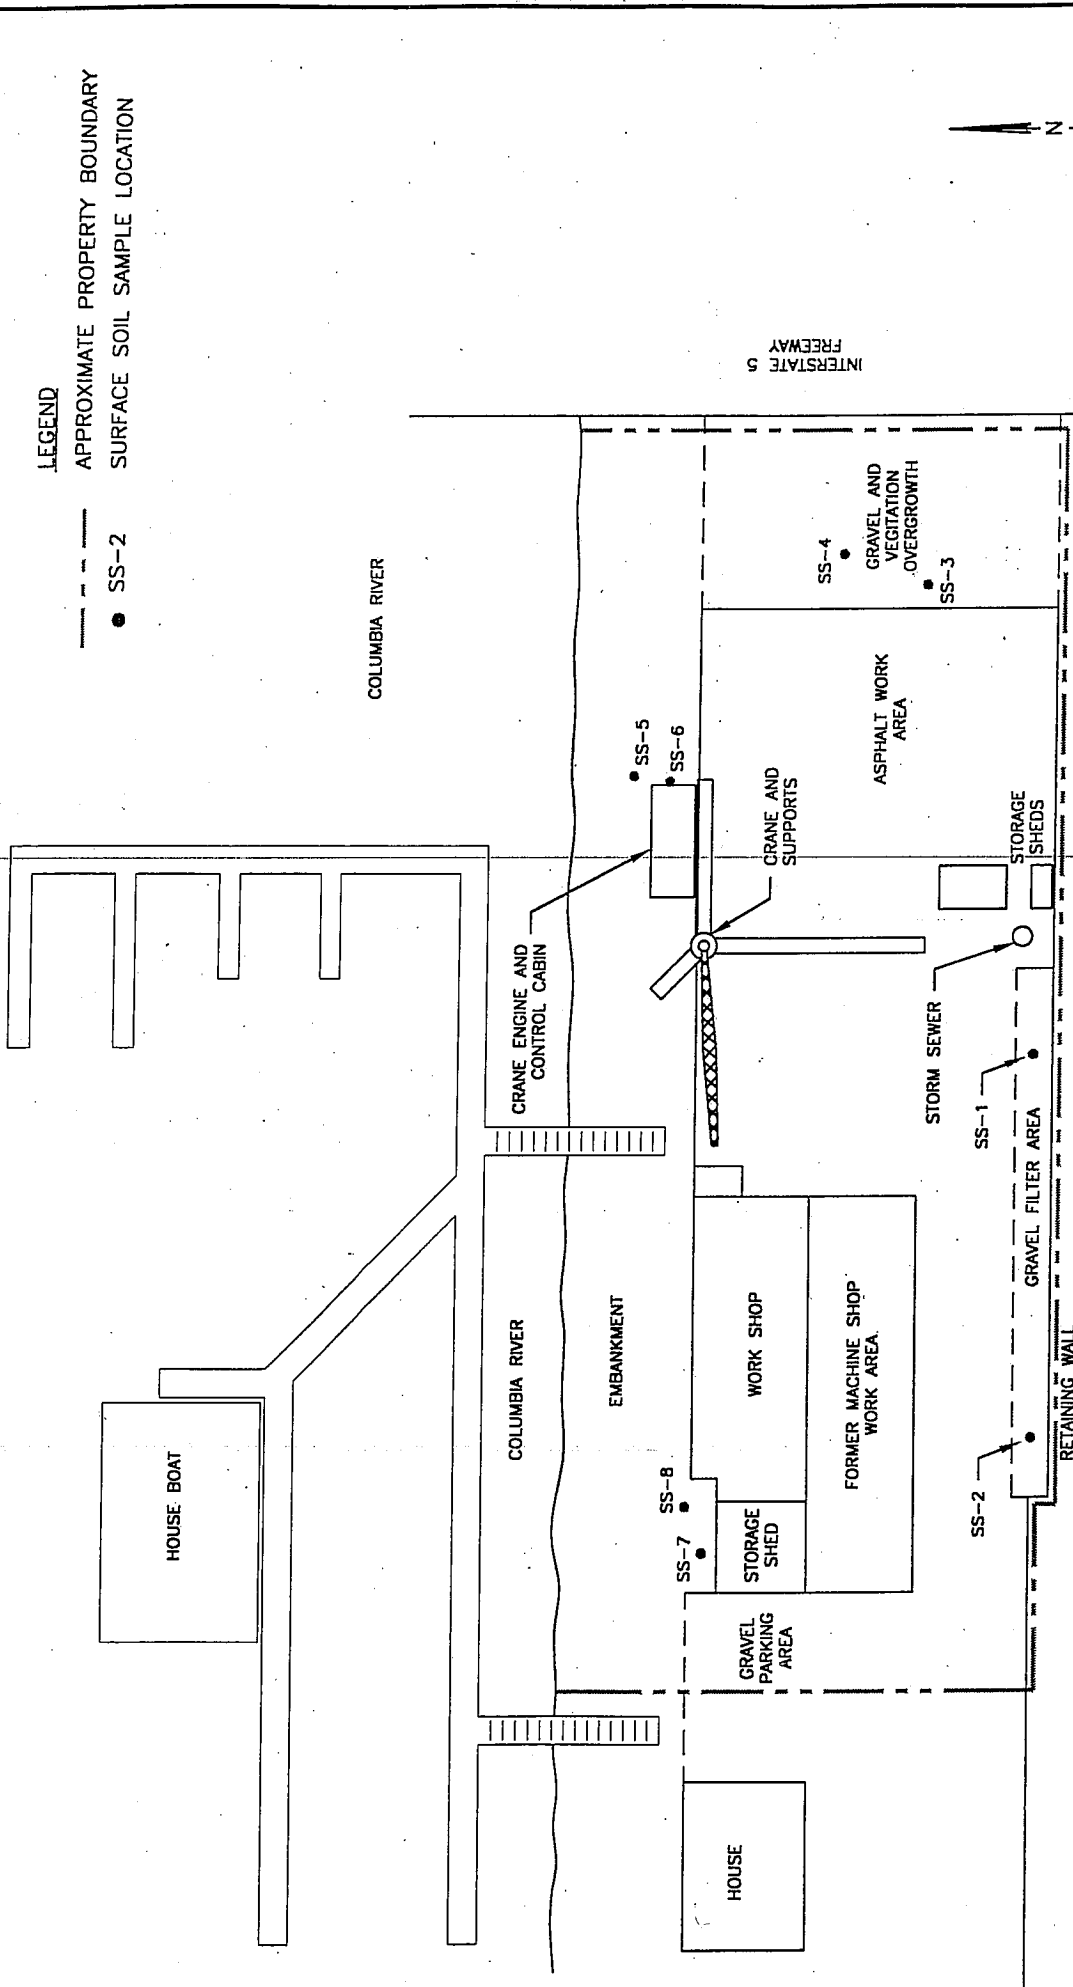 LEGEND
APPROXIMATE PROPERTY BOUNDARY
SS-2
SURFACE SOIL SAMPLE LOCATION
HOUSE BOAT
COLUMBIA RIVER
COLUMBIA RIVER
CRANE ENGINE AND
CONTROL CABIN
SS-5
SS-6
EMBANKMENT
SS-8
SS-7
CRANE AND
SUPPORTS
INTERSTATE 5
FREEWAY
SS-4
GRAVEL AND
VEGITATION
OVERGROWTH
SS-3
HOUSE
GRAVEL
PARKING
AREA
STORAGE
SHED
WORK SHOP
FORMER MACHINE SHOP
WORK AREA.
ASPHALT WORK
AREA
STORM SEWER
STORAGE
SHEDS
SS-2
SS-1
GRAVEL FILTER AREA
RETAINING WALL
N